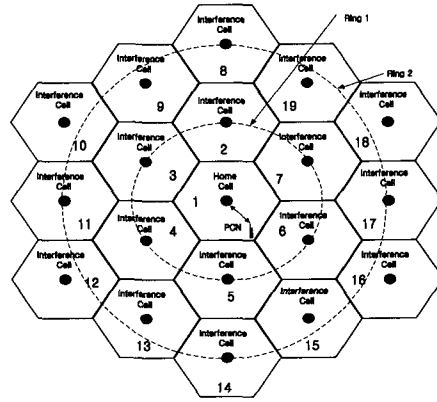 Ring 1
Interference
Cell
8
Interference
Cell
9
Interference
Cell
19
Ring 2
Interference
Cell
10
Interference
Cell
2
Interference
Cell
18
Interference
Cell
3
Interference
Cell
7
Interference
Cell
11
Home
Cell
1
Interference
Cell
17
Interference
Cell
4
PCN
Interference
Cell
6
Interference
Cell
12
Interference
Cell
5
Interference
Cell
16
Interference
Cell
13
Interference
Cell
15
Interference
Cell
14